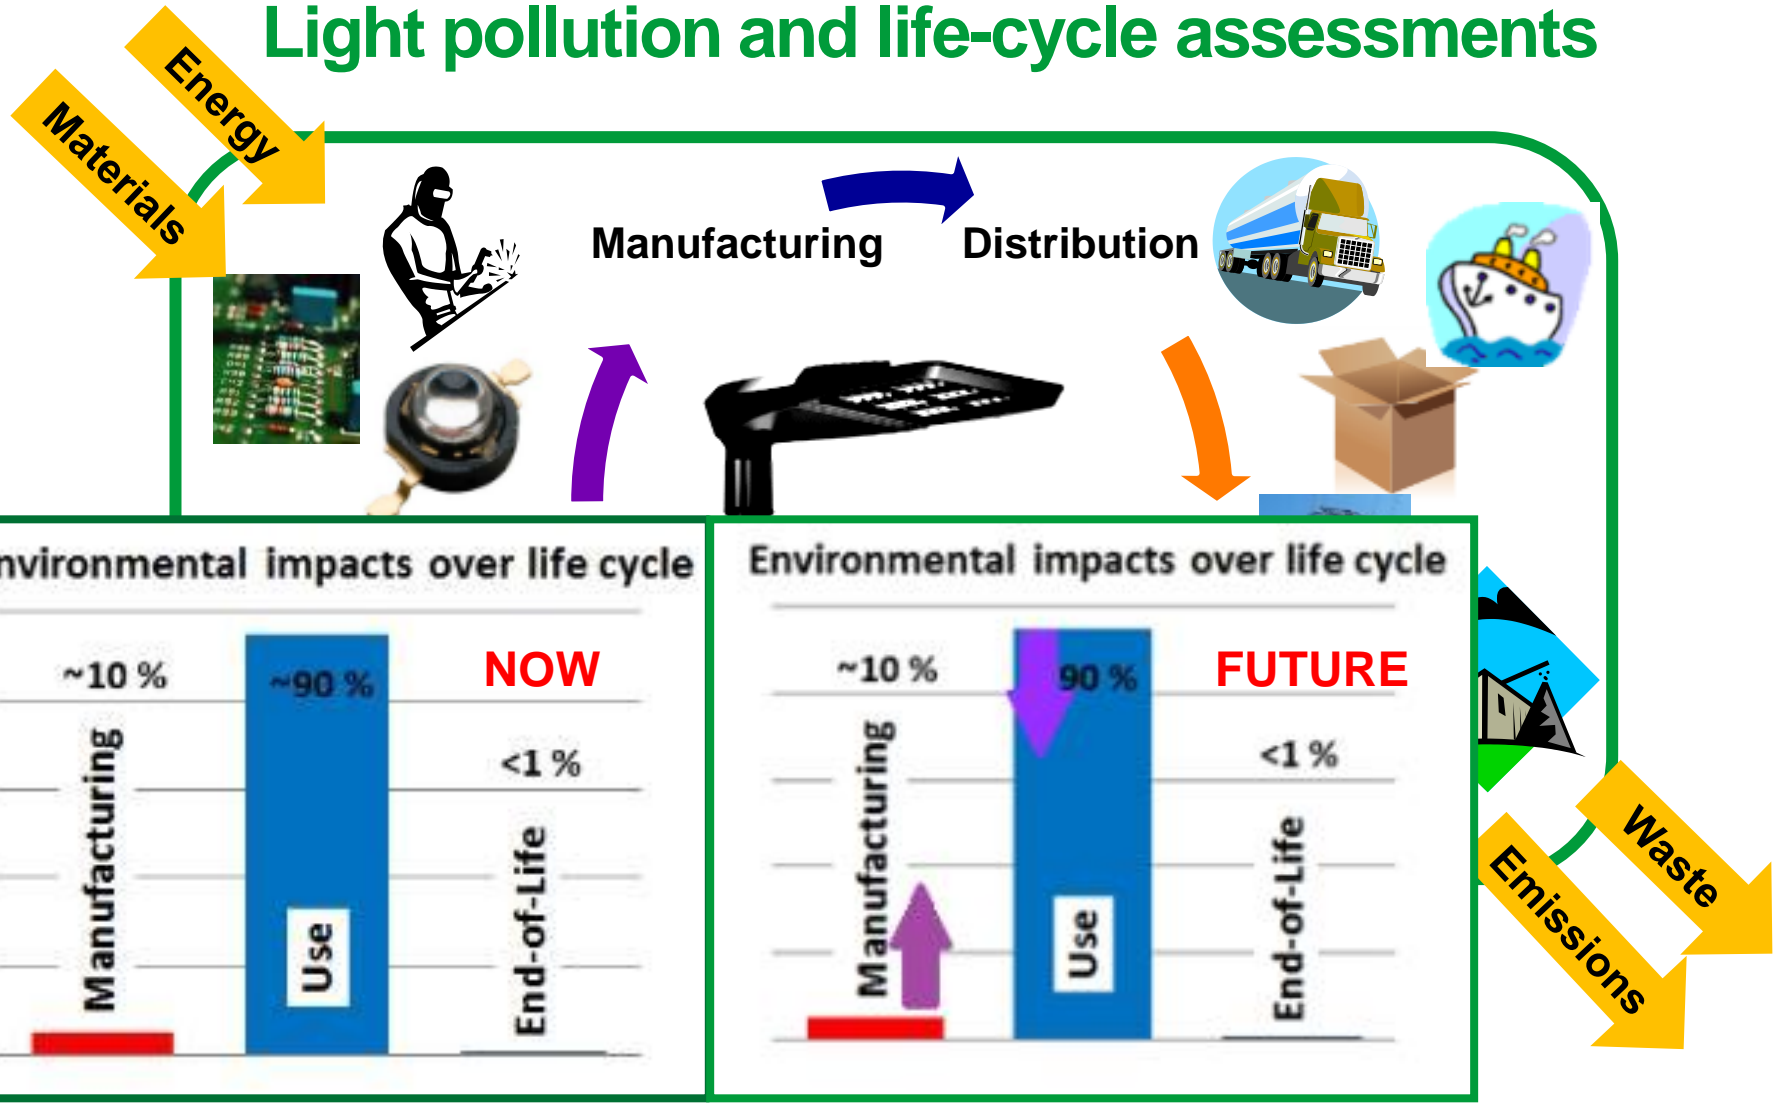 Light pollution and life-cycle assessments
Energy
Materials
Manufacturing
Distribution
nvironmental impacts over life cycle
~10 %
~90 %
NOW
<1 %
Manufacturing
Use
End-of-Life
Environmental impacts over life cycle
~10 %
90 %
FUTURE
<1 %
Manufacturing
Use
End-of-Life
Waste
Emissions